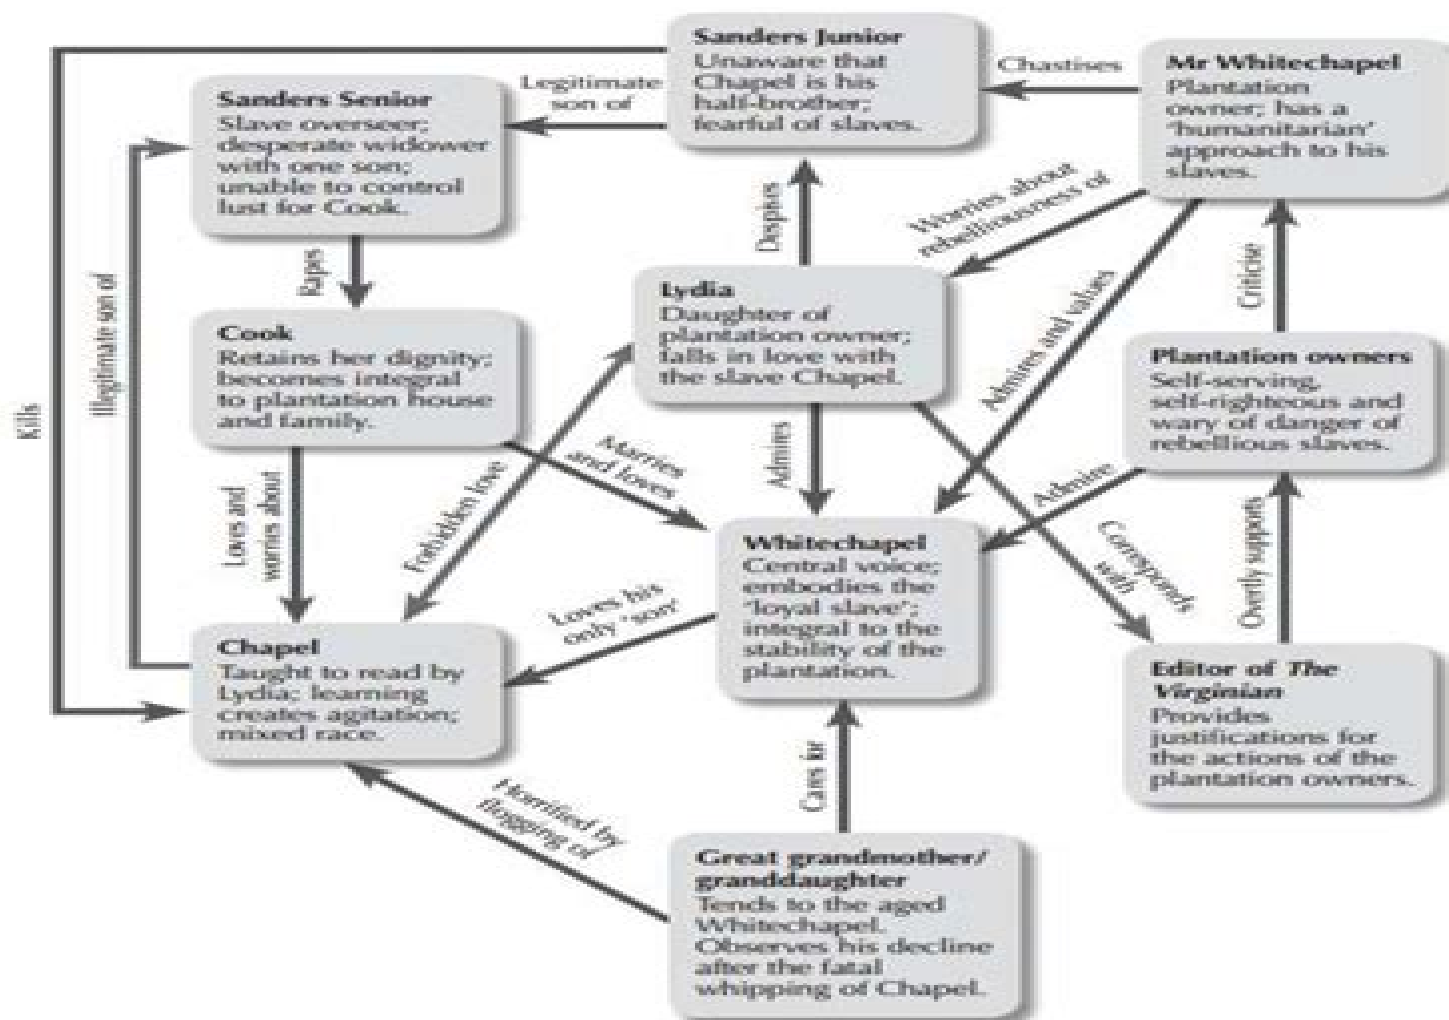 Sanders Junior
Unaware that
Chapel is his
half-brother;
fearful of slaves.
Chastises
Mr Whitechapel
Plantation
owner; has a
'humanitarian'
approach to his
slaves.
Legitimate
son of
Sanders Senior
Slave overseer;
desperate widower
with one son;
unable to control
lust for Cook.
Kills
Illegitimate son of
Rapes
Despises
Worries about
rebelliousness of
Admires and values
Criticise
Lydia
Daughter of
plantation owner;
falls in love with
the slave Chapel.
Cook
Retains her dignity;
becomes integral
to plantation house
and family.
Plantation owners
Self-serving,
self-righteous and
wary of danger of
rebellious slaves.
Loves and
worries about
Forbidden love
Marries
and loves
Admires
Admire
Corresponds
with
Overtly supports
Whitechapel
Central voice;
embodies the
'loyal slave';
integral to the
stability of the
plantation.
Loves his
only 'son'
Chapel
Taught to read by
Lydia; learning
creates agitation;
mixed race.
Editor of The
Virginian
Provides
justifications for
the actions of the
plantation owners.
Horrified by
flogging of
Cares for
Great grandmother/
granddaughter
Tends to the aged
Whitechapel.
Observes his decline
after the fatal
whipping of Chapel.